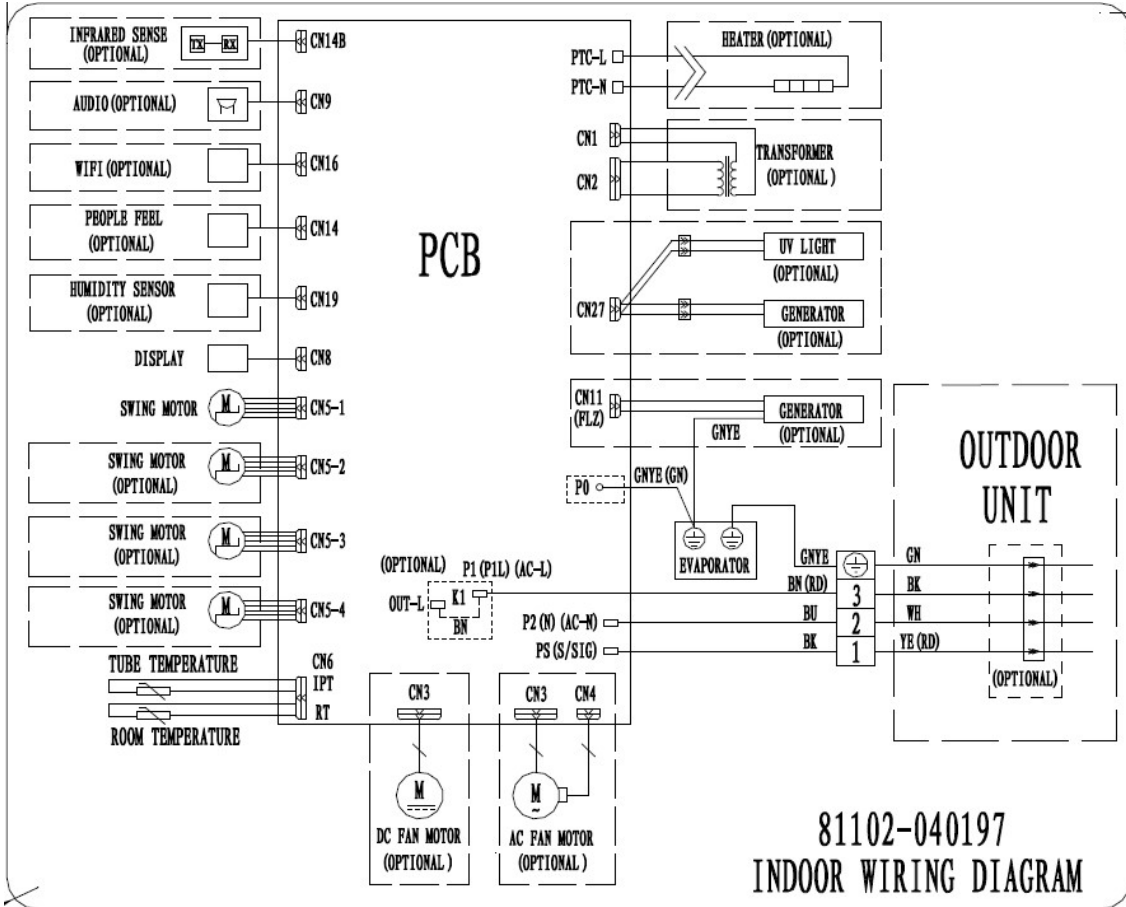 INFRARED SENSE
(OPTIONAL)
TX
RX
CN14B
AUDIO(OPTIONAL)
CN9
WIFI(OPTIONAL)
CN16
PEOPLE FEEL
(OPTIONAL)
CN14
HUMIDITY SENSOR
(OPTIONAL)
CN19
DISPLAY
CN8
SWING MOTOR
M
CN5-1
SWING MOTOR
(OPTIONAL)
M
CN5-2
SWING MOTOR
(OPTIONAL)
M
CN5-3
SWING MOTOR
(OPTIONAL)
M
CN5-4
TUBE TEMPERATURE
CN6
IPT
RT
ROOM TEMPERATURE
PCB
PTC-L
PTC-N
HEATER(OPTIONAL)
CN1
CN2
TRANSFORMER
(OPTIONAL)
CN27
UV LIGHT
(OPTIONAL)
GENERATOR
(OPTIONAL)
CN11
(FLZ)
GENERATOR
(OPTIONAL)
GNYE
P0
GNYE(GN)
EVAPORATOR
(OPTIONAL)
P1(P1L)(AC-L)
OUT-L
K1
BN
P2(N)(AC-N)
PS(S/SIG)
GNYE
BN(RD)
BU
BK
3
2
1
GN
BK
WH
YE(RD)
OUTDOOR
UNIT
(OPTIONAL)
CN3
M
DC FAN MOTOR
(OPTIONAL)
CN3
CN4
M
~
AC FAN MOTOR
(OPTIONAL)
81102-040197
INDOOR WIRING DIAGRAM